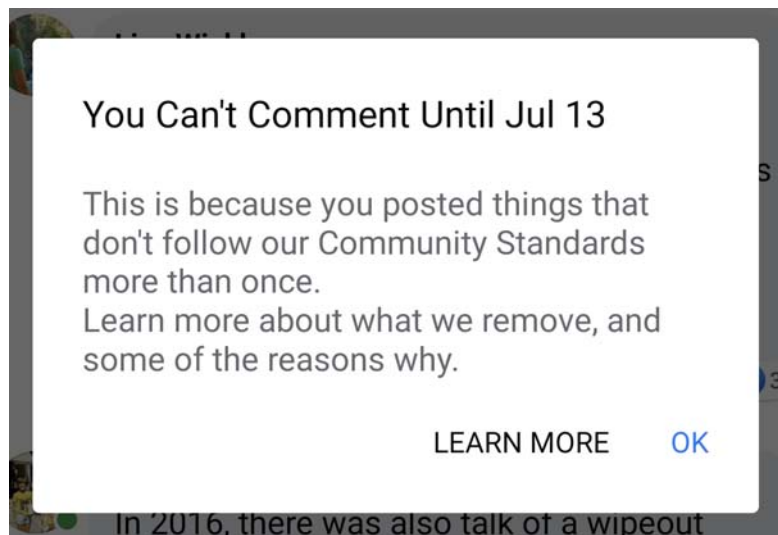 You Can't Comment Until Jul 13
s
This is because you posted things that
don't follow our Community Standards
more than once.
Learn more about what we remove, and
some of the reasons why.
3
LEARN MORE OK
In 2016, there was also talk of a wipeout